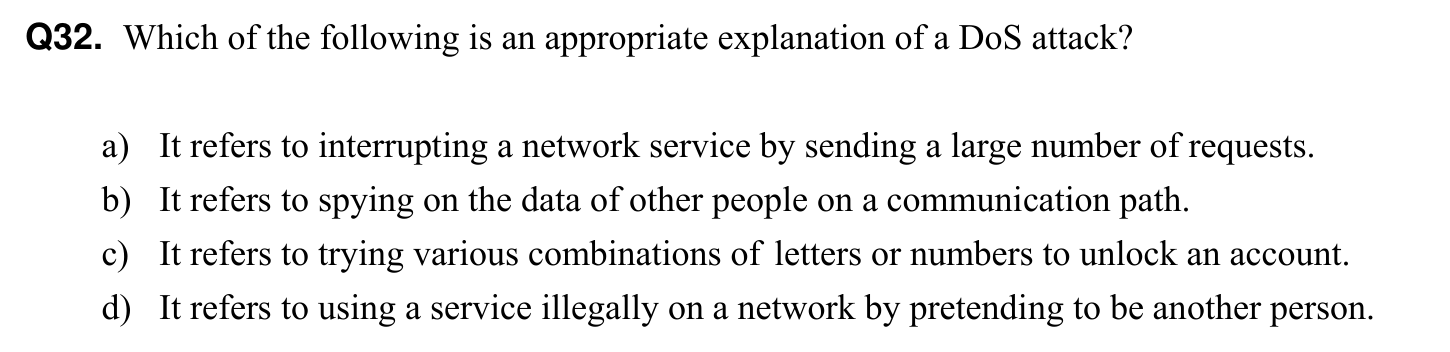 Q32. Which of the following is an appropriate explanation of a DoS attack?
a) It refers to interrupting a network service by sending a large number of requests.
b) It refers to spying on the data of other people on a communication path.
c) It refers to trying various combinations of letters or numbers to unlock an account.
d) It refers to using a service illegally on a network by pretending to be another person.